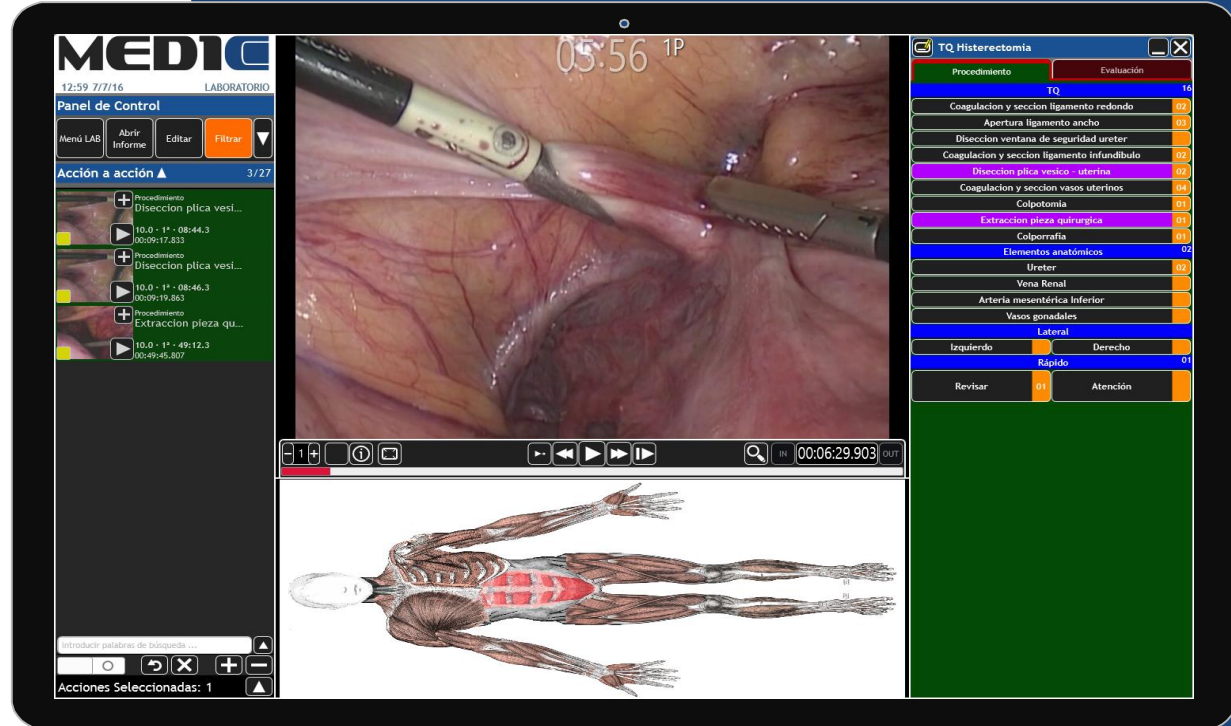 MEDIC
12:59 7/7/16 LABORATORIO
Panel de Control
Menú LAB
Abrir
Informe
Editar
Filtrar
Acción a acción ▲ 3/27
Procedimiento
Diseccion plica vesi...
10.0 · 1ª · 08:44.3
00:09:17.833
Procedimiento
Diseccion plica vesi...
10.0 · 1ª · 08:46.3
00:09:19.863
Procedimiento
Extraccion pieza qu...
10.0 · 1ª · 49:12.3
00:49:45.807
Introducir palabras de búsqueda ...
Acciones Seleccionadas: 1
05:56 1P
1
IN 00:06:29.903 OUT
TQ Histerectomia
Procedimiento Evaluación
TQ 16
Coagulacion y seccion ligamento redondo 02
Apertura ligamento ancho 03
Diseccion ventana de seguridad ureter
Coagulacion y seccion ligamento infundibulo 02
Diseccion plica vesico - uterina 02
Coagulacion y seccion vasos uterinos 04
Colpotomia 01
Extraccion pieza quirurgica 01
Colporrafia 01
Elementos anatómicos 02
Ureter 02
Vena Renal
Arteria mesentérica Inferior
Vasos gonadales
Lateral
Izquierdo Derecho
Rápido 01
Revisar 01 Atención